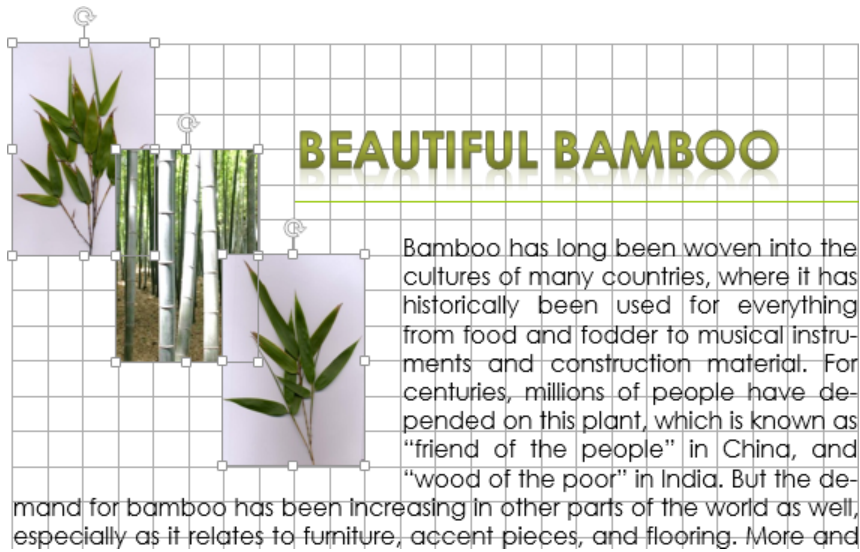 BEAUTIFUL BAMBOO
Bamboo has long been woven into the
cultures of many countries, where it has
historically been used for everything
from food and fodder to musical instru-
ments and construction material. For
centuries, millions of people have de-
pended on this plant, which is known as
“friend of the people” in China, and
“wood of the poor” in India. But the de-
mand for bamboo has been increasing in other parts of the world as well,
especially as it relates to furniture, accent pieces, and flooring. More and